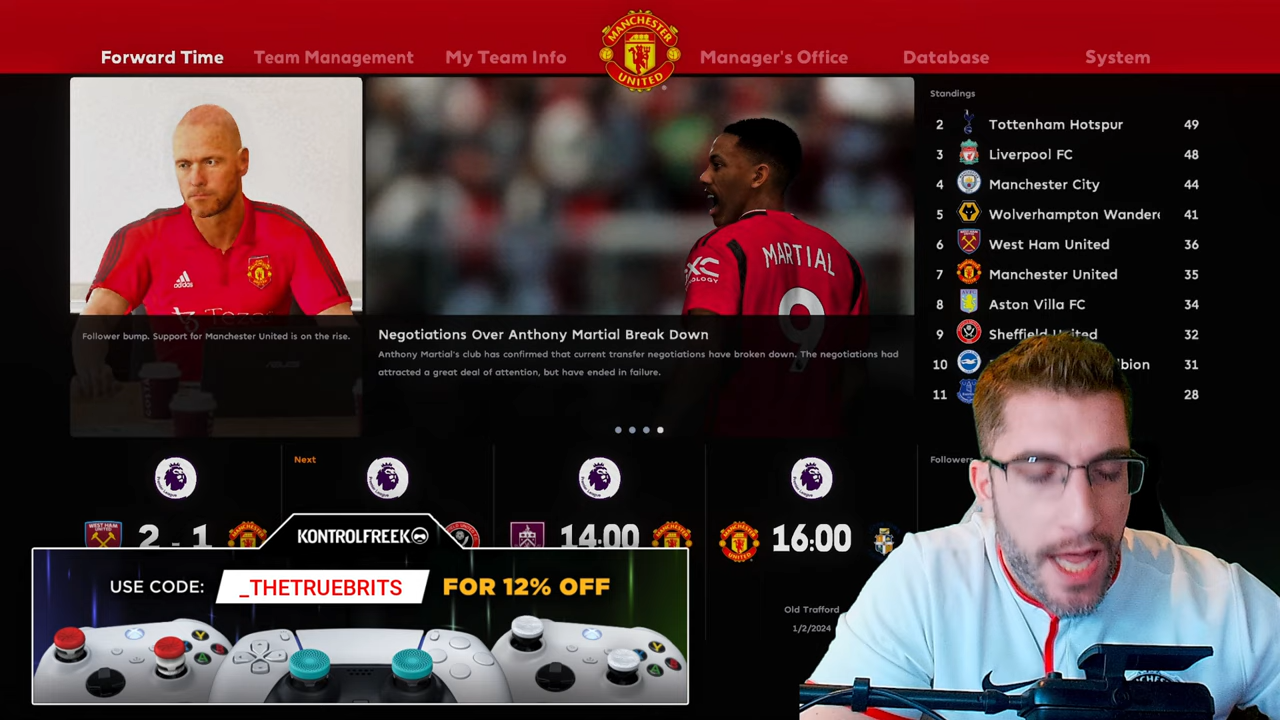 MANCHESTER
UNITED
Forward Time
Team Management
My Team Info
Manager's Office
Database
System
adidas
Follower bump. Support for Manchester United is on the rise.
MARTIAL
9
OLOGY
Negotiations Over Anthony Martial Break Down
Anthony Martial's club has confirmed that current transfer negotiations have broken down. The negotiations had
attracted a great deal of attention, but have ended in failure.
Standings
2 Tottenham Hotspur 49
3 Liverpool FC 48
4 Manchester City 44
5 Wolverhampton Wandere 41
6 West Ham United 36
7 Manchester United 35
8 Aston Villa FC 34
9 Sheffield United 32
10 bion 31
11 28
Next
Followers
2 - 1
14:00
16:00
Old Trafford
1/2/2024
KONTROLFREEK
USE CODE: _THETRUEBRITS FOR 12% OFF